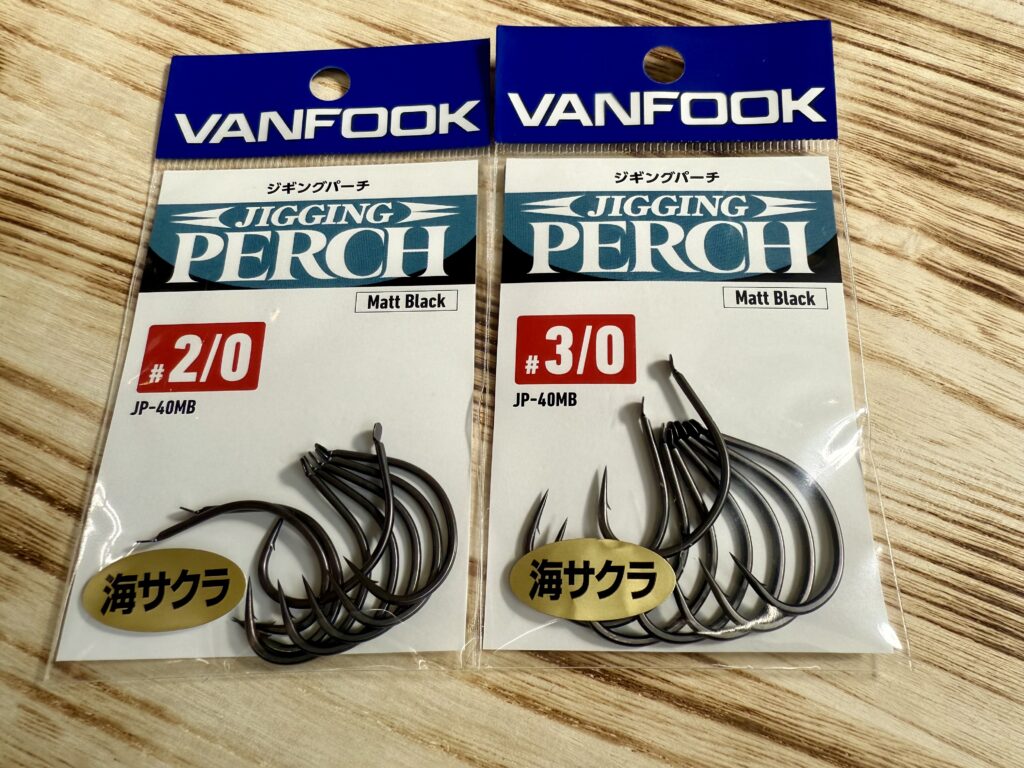 VANFOOK
ジギングパーチ
JIGGING
PERCH
Matt Black
#2/0
JP-40MB
海サクラ
VANFOOK
ジギングパーチ
JIGGING
PERCH
Matt Black
#3/0
JP-40MB
海サクラ